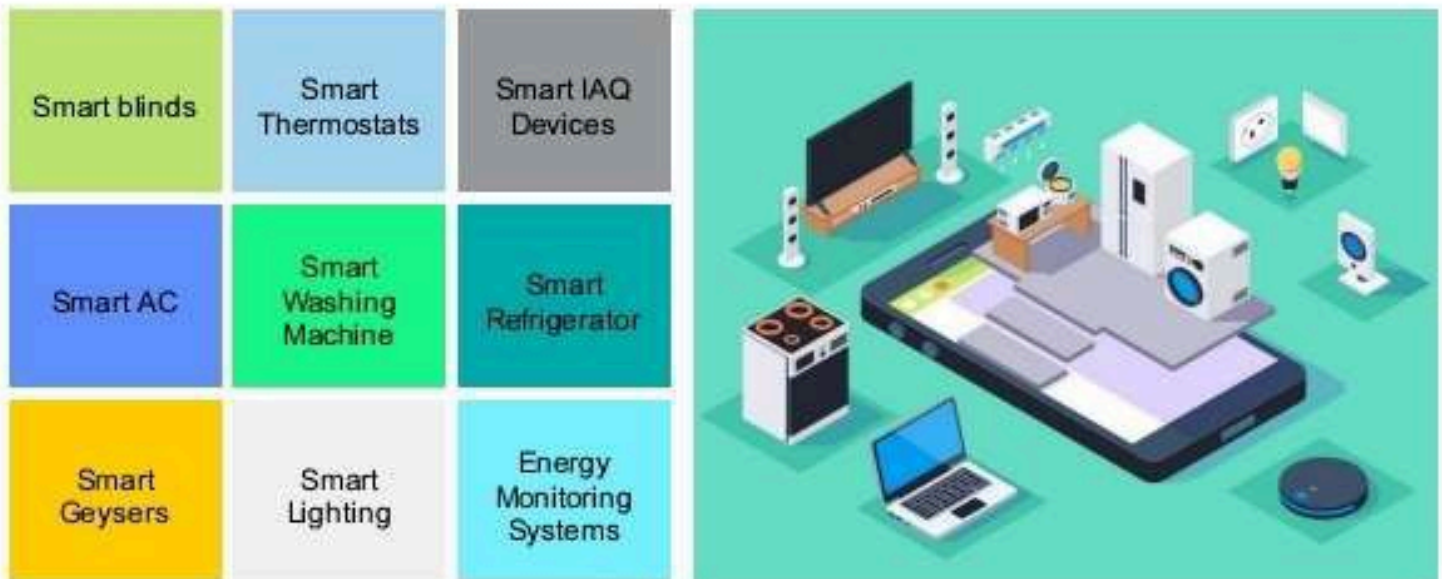 Smart blinds
Smart
Thermostats
Smart IAQ
Devices
Smart AC
Smart
Washing
Machine
Smart
Refrigerator
Smart
Geysers
Smart
Lighting
Energy
Monitoring
Systems